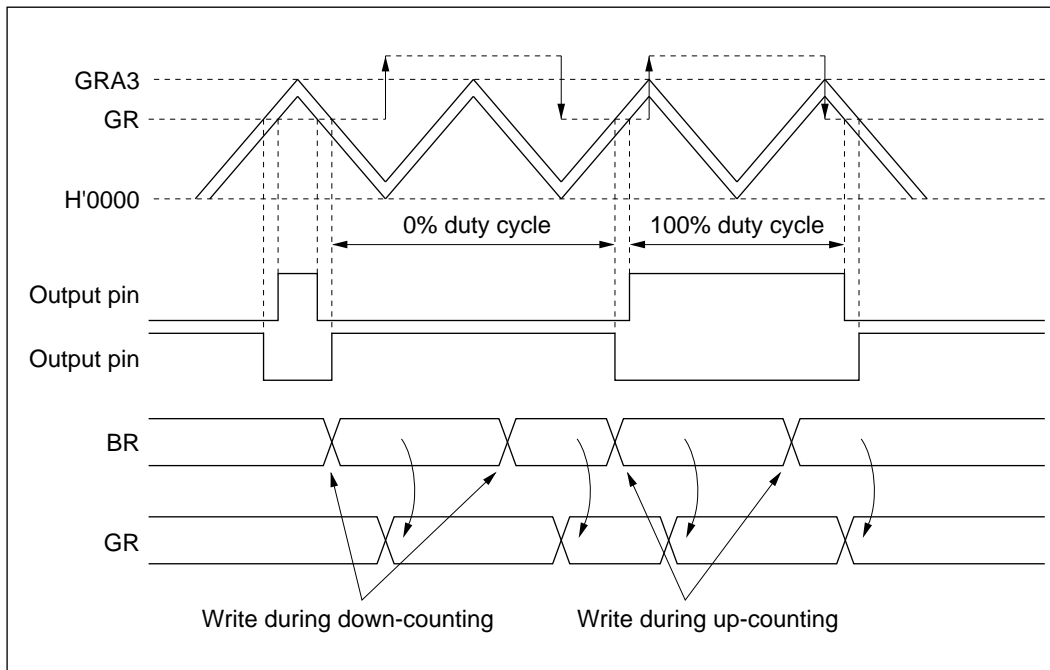 GRA3
GR
H'0000
0% duty cycle
100% duty cycle
Output pin
Output pin
BR
GR
Write during down-counting
Write during up-counting